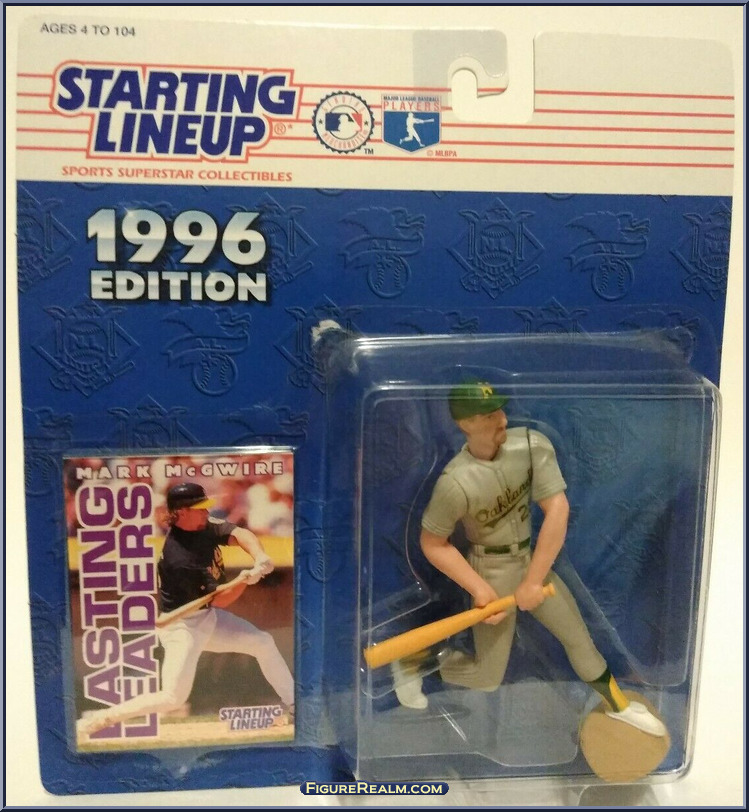 AGES 4 TO 104
STARTING
LINEUP®*
SPORTS SUPERSTAR COLLECTIBLES
TM
MAJOR LEAGUE BASEBALL
PLAYERS
© MLBPA
1996
EDITION
MARK McGWIRE
LASTING
LEADERS
STARTING
LINEUP
Oakland
2
FIGUREREALM.COM